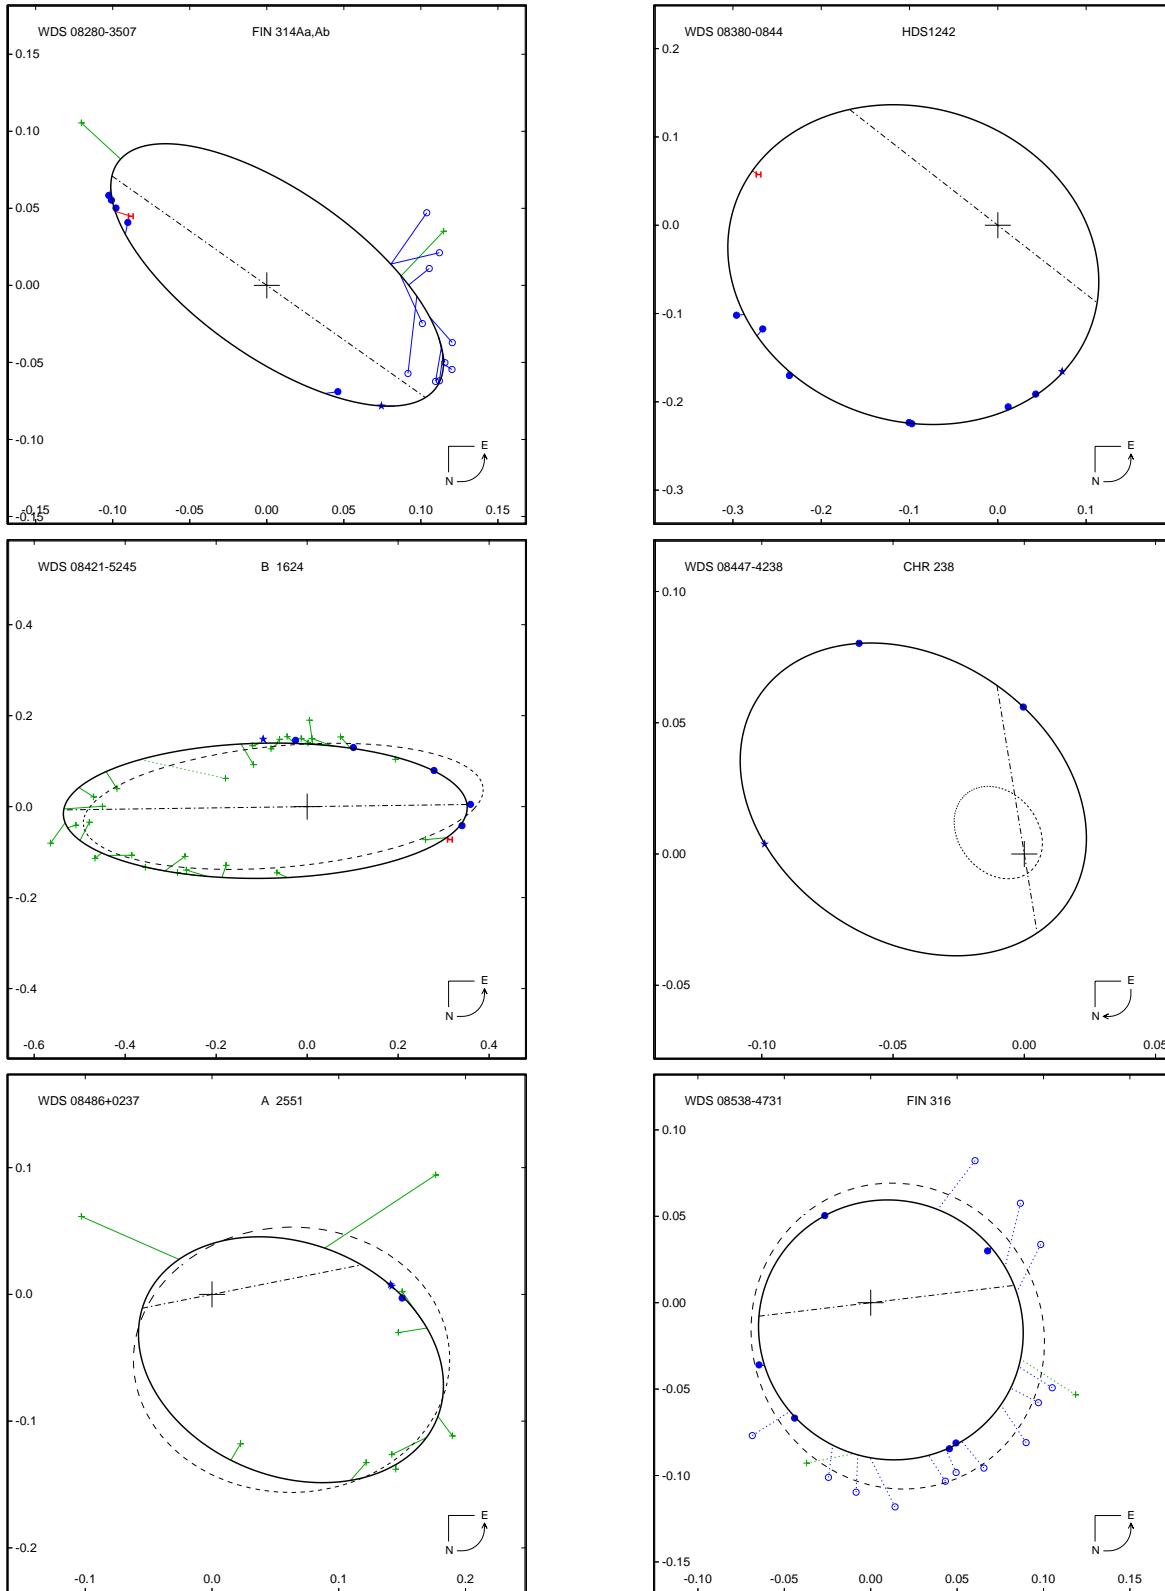 WDS 08280-3507 FIN 314Aa,Ab
0.15
0.10
0.05
0.00
-0.05
-0.10
-0.15
-0.15 -0.10 -0.05 0.00 0.05 0.10 0.15
E
N
WDS 08380-0844 HDS1242
0.2
0.1
0.0
-0.1
-0.2
-0.3
-0.3 -0.2 -0.1 0.0 0.1
E
N
WDS 08421-5245 B 1624
0.4
0.2
0.0
-0.2
-0.4
-0.6 -0.4 -0.2 0.0 0.2 0.4
E
N
WDS 08447-4238 CHR 238
0.10
0.05
0.00
-0.05
-0.10 -0.05 0.00 0.05
E
N
WDS 08486+0237 A 2551
0.1
0.0
-0.1
-0.2
-0.1 0.0 0.1 0.2
E
N
WDS 08538-4731 FIN 316
0.10
0.05
0.00
-0.05
-0.10
-0.15
-0.10 -0.05 0.00 0.05 0.10 0.15
E
N